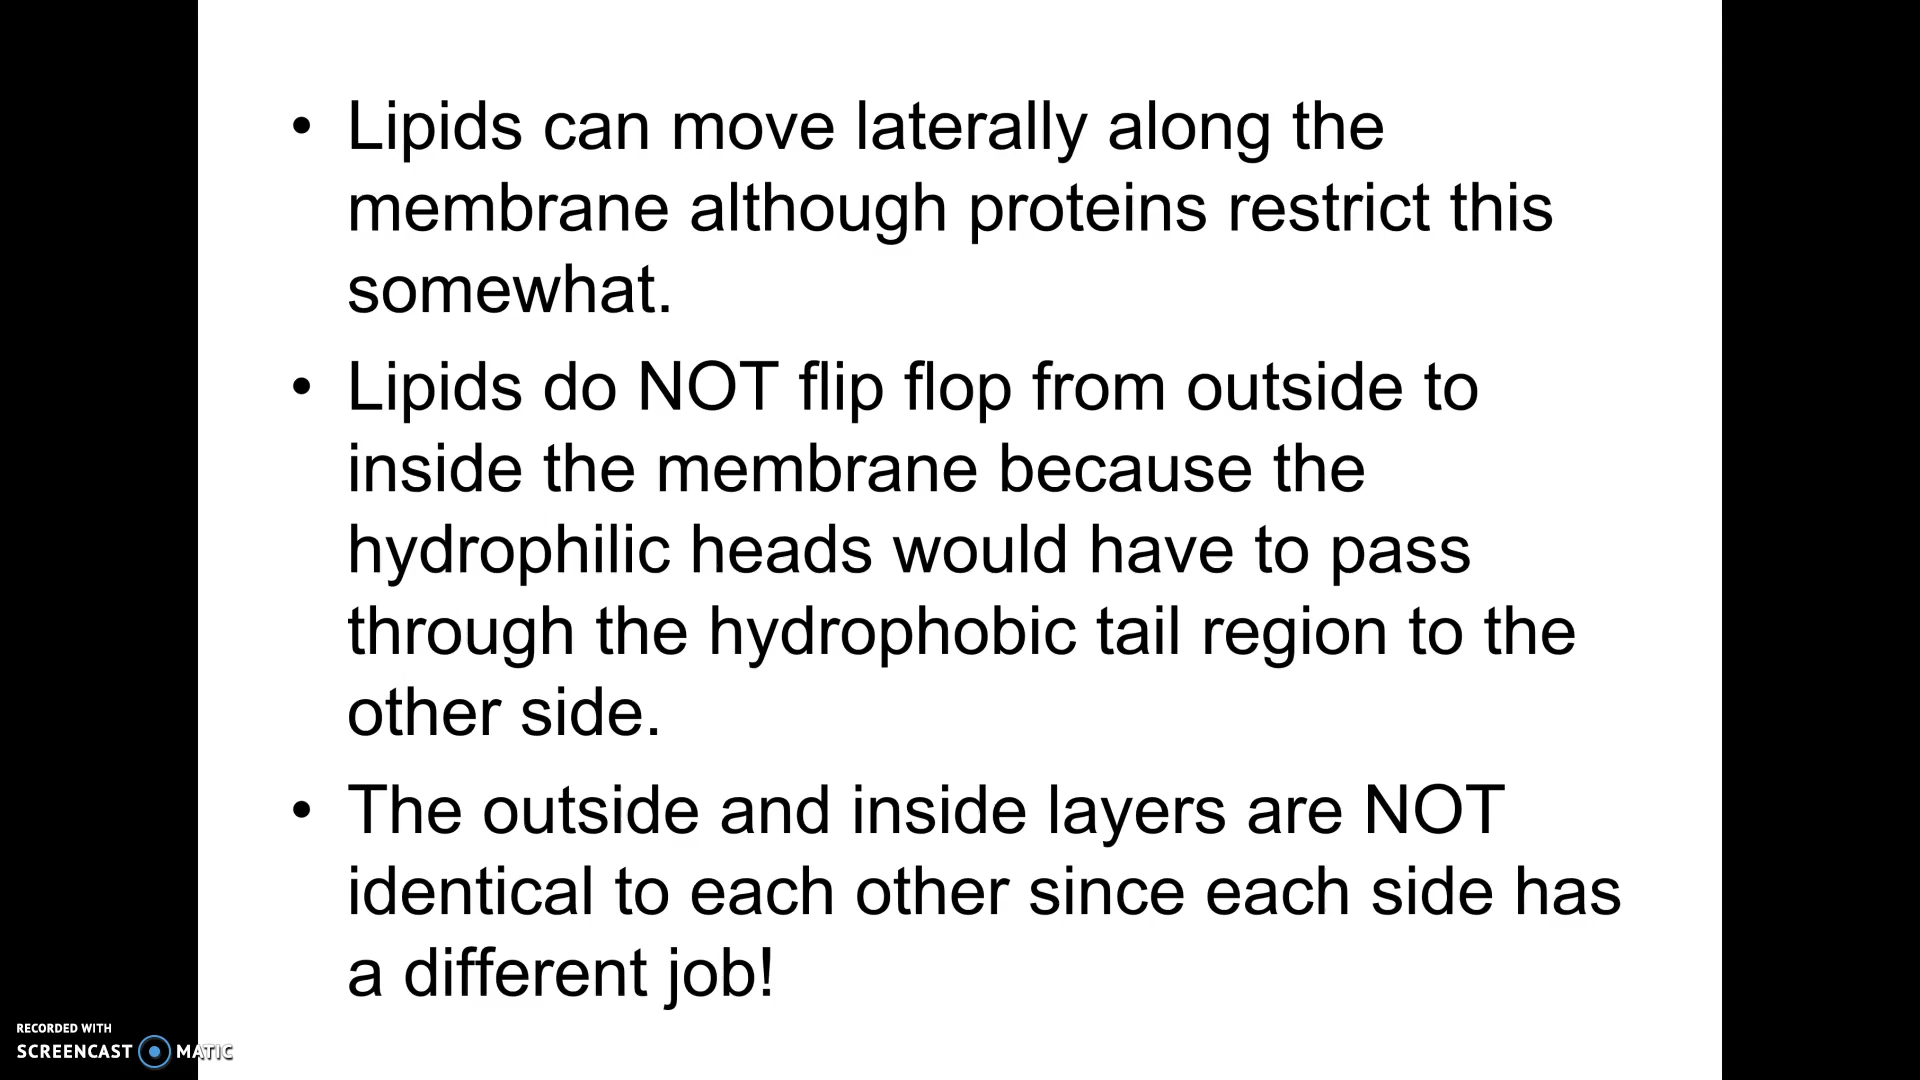 • Lipids can move laterally along the
membrane although proteins restrict this
somewhat.
• Lipids do NOT flip flop from outside to
inside the membrane because the
hydrophilic heads would have to pass
through the hydrophobic tail region to the
other side.
• The outside and inside layers are NOT
identical to each other since each side has
a different job!
RECORDED WITH
SCREENCAST MATIC